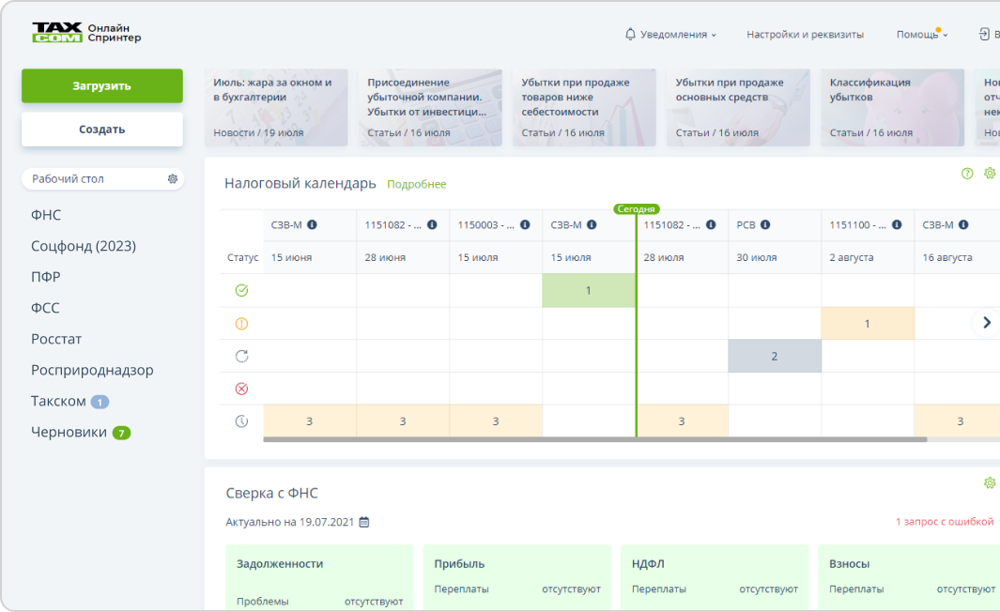 TAX
COM
Онлайн
Спринтер
Уведомления
Настройки и реквизиты
Помощь
В
Загрузить
Создать
Рабочий стол
ФНС
Соцфонд (2023)
ПФР
ФСС
Росстат
Росприроднадзор
Такском 1
Черновики 7
Июль: жара за окном и
в бухгалтерии
Новости / 19 июля
Присоединение
убыточной компании.
Убытки от инвестици...
Статьи / 16 июля
Убытки при продаже
товаров ниже
себестоимости
Статьи / 16 июля
Убытки при продаже
основных средств
Статьи / 16 июля
Классификация
убытков
Статьи / 16 июля
Нов
отч
нек
Нов
Налоговый календарь Подробнее
Сегодня
СЗВ-М 1151082 - ... 1150003 - ... СЗВ-М 1151082 - ... РСВ 1151100 - ... СЗВ-М
Статус 15 июня 28 июня 15 июля 15 июля 28 июля 30 июля 2 августа 16 августа
1
1
2
3 3 3 3 3
Сверка с ФНС
Актуально на 19.07.2021
1 запрос с ошибкой
Задолженности
Проблемы отсутствуют
Прибыль
Переплаты отсутствуют
НДФЛ
Переплаты отсутствуют
Взносы
Переплаты отсутствуют